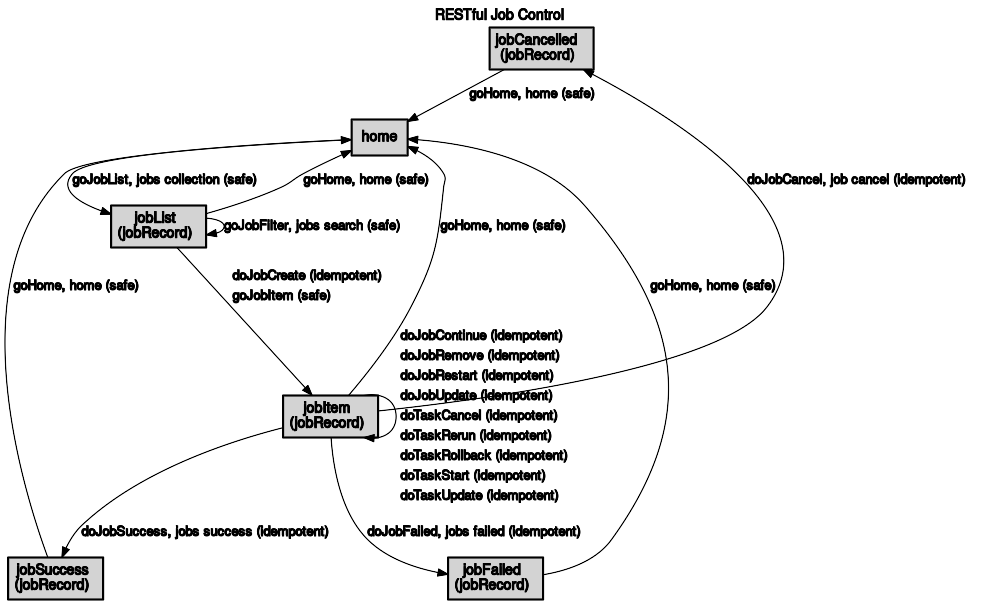 RESTful Job Control
jobCancelled
(jobRecord)
goHome, home (safe)
home
goJobList, jobs collection (safe)
goHome, home (safe)
doJobCancel, job cancel (idempotent)
jobList
(jobRecord)
goJobFilter, jobs search (safe)
goHome, home (safe)
doJobCreate (idempotent)
goJobItem (safe)
goHome, home (safe)
goHome, home (safe)
doJobContinue (idempotent)
doJobRemove (idempotent)
doJobRestart (idempotent)
doJobUpdate (idempotent)
doTaskCancel (idempotent)
doTaskRerun (idempotent)
doTaskRollback (idempotent)
doTaskStart (idempotent)
doTaskUpdate (idempotent)
jobItem
(jobRecord)
doJobSuccess, jobs success (idempotent)
doJobFailed, jobs failed (idempotent)
jobSuccess
(jobRecord)
jobFailed
(jobRecord)